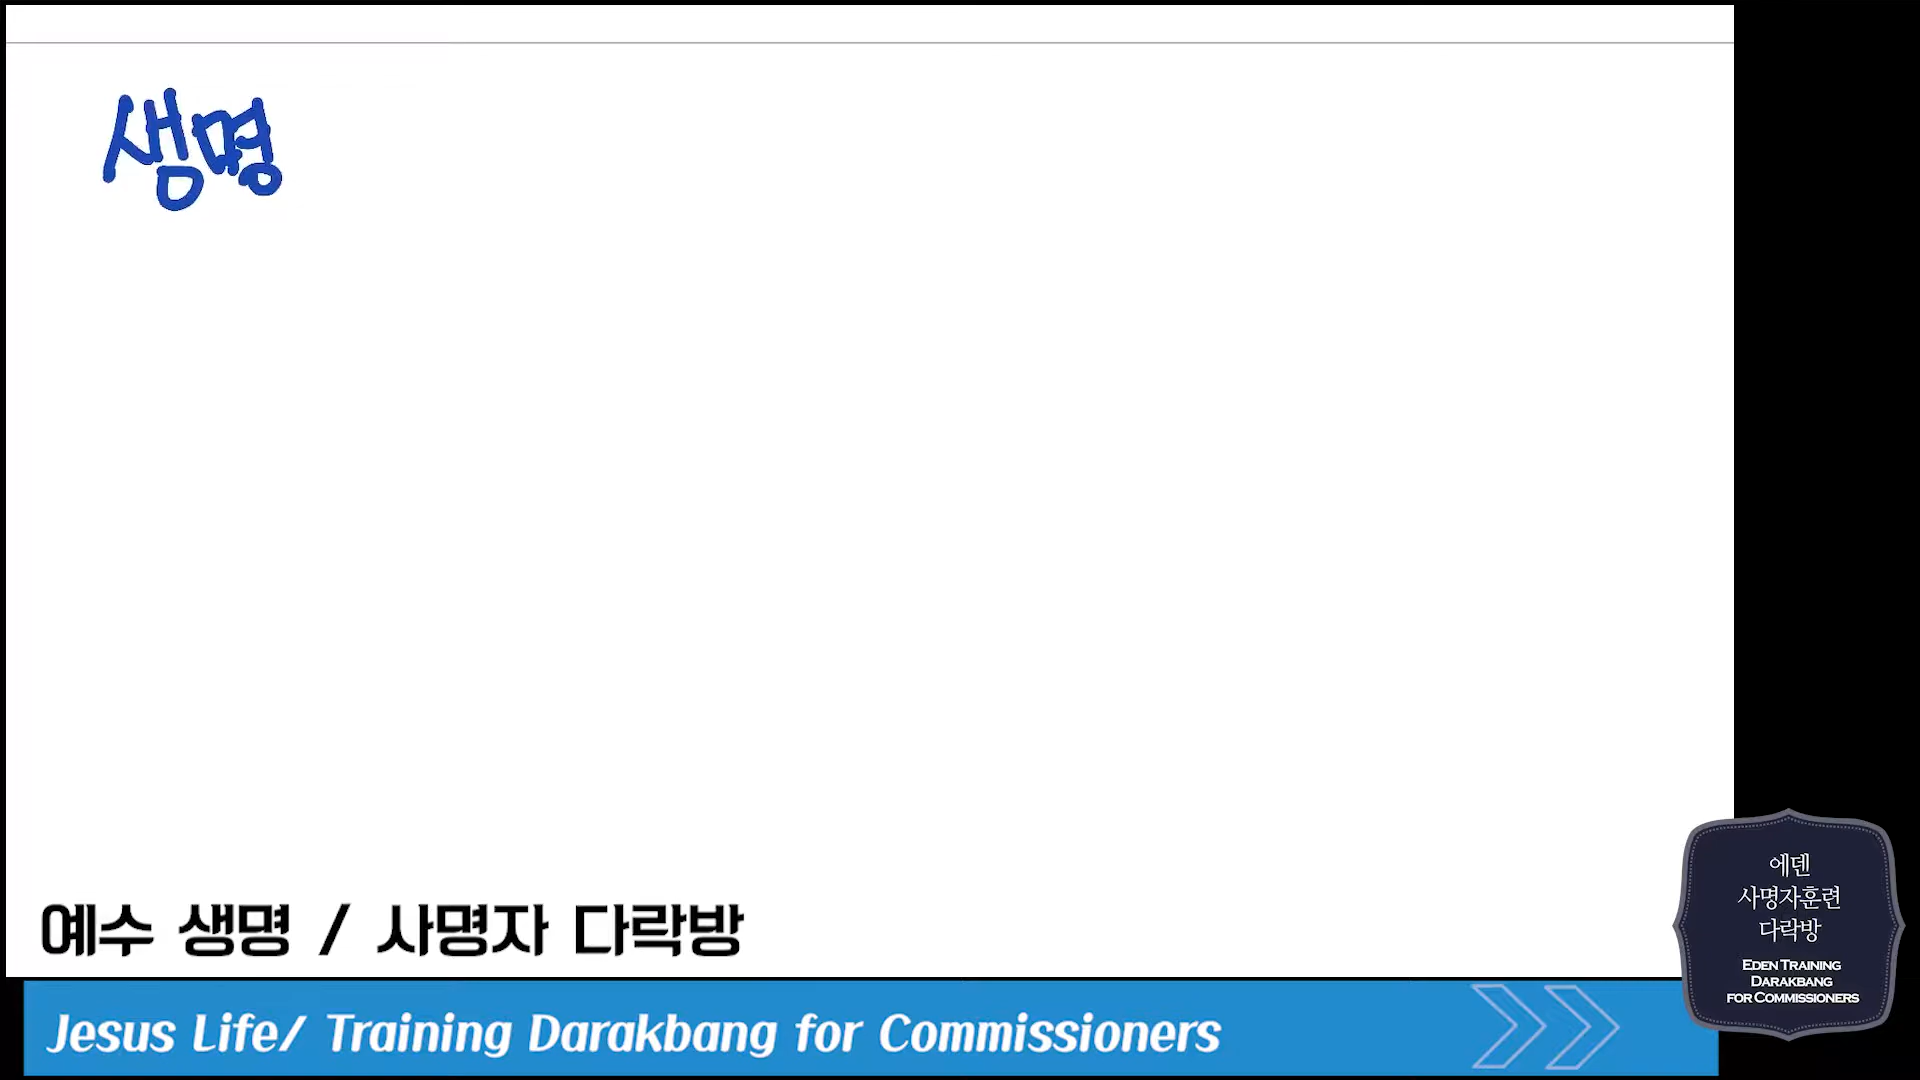 생명
예수 생명 / 사명자 다락방
Jesus Life/ Training Darakbang for Commissioners
에덴
사명자훈련
다락방
EDEN TRAINING
DARAKBANG
FOR COMMISSIONERS